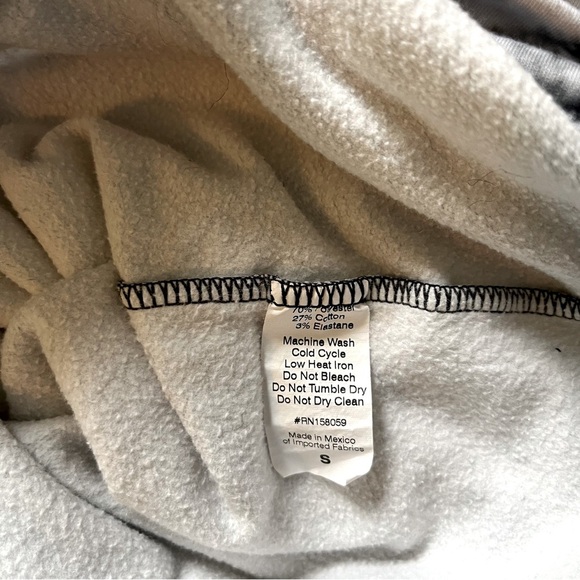 70% Polyester
27% Cotton
3% Elastane
Machine Wash
Cold Cycle
Low Heat Iron
Do Not Bleach
Do Not Tumble Dry
Do Not Dry Clean
#RN158059
Made in Mexico
of Imported Fabrics
S